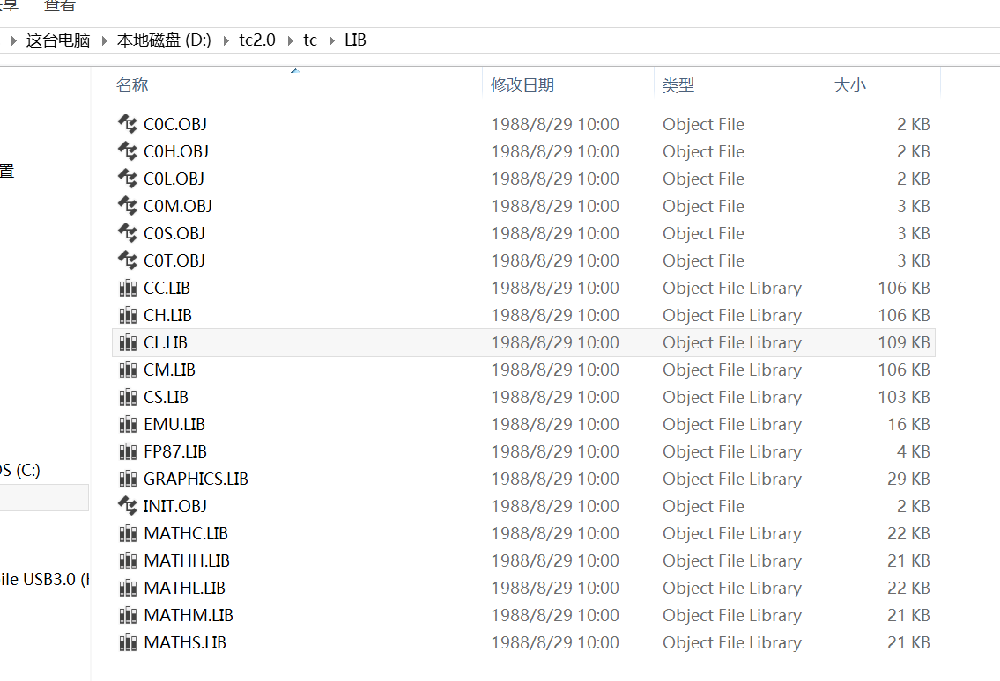 享 查看
这台电脑 本地磁盘 (D:) tc2.0 tc LIB
名称 修改日期 类型 大小
C0C.OBJ 1988/8/29 10:00 Object File 2 KB
C0H.OBJ 1988/8/29 10:00 Object File 2 KB
置
C0L.OBJ 1988/8/29 10:00 Object File 2 KB
C0M.OBJ 1988/8/29 10:00 Object File 3 KB
C0S.OBJ 1988/8/29 10:00 Object File 3 KB
C0T.OBJ 1988/8/29 10:00 Object File 3 KB
CC.LIB 1988/8/29 10:00 Object File Library 106 KB
CH.LIB 1988/8/29 10:00 Object File Library 106 KB
CL.LIB 1988/8/29 10:00 Object File Library 109 KB
CM.LIB 1988/8/29 10:00 Object File Library 106 KB
CS.LIB 1988/8/29 10:00 Object File Library 103 KB
EMU.LIB 1988/8/29 10:00 Object File Library 16 KB
FP87.LIB 1988/8/29 10:00 Object File Library 4 KB
OS (C:)
GRAPHICS.LIB 1988/8/29 10:00 Object File Library 29 KB
INIT.OBJ 1988/8/29 10:00 Object File 2 KB
MATHC.LIB 1988/8/29 10:00 Object File Library 22 KB
MATHH.LIB 1988/8/29 10:00 Object File Library 21 KB
ile USB3.0 (
MATHL.LIB 1988/8/29 10:00 Object File Library 22 KB
MATHM.LIB 1988/8/29 10:00 Object File Library 21 KB
MATHS.LIB 1988/8/29 10:00 Object File Library 21 KB